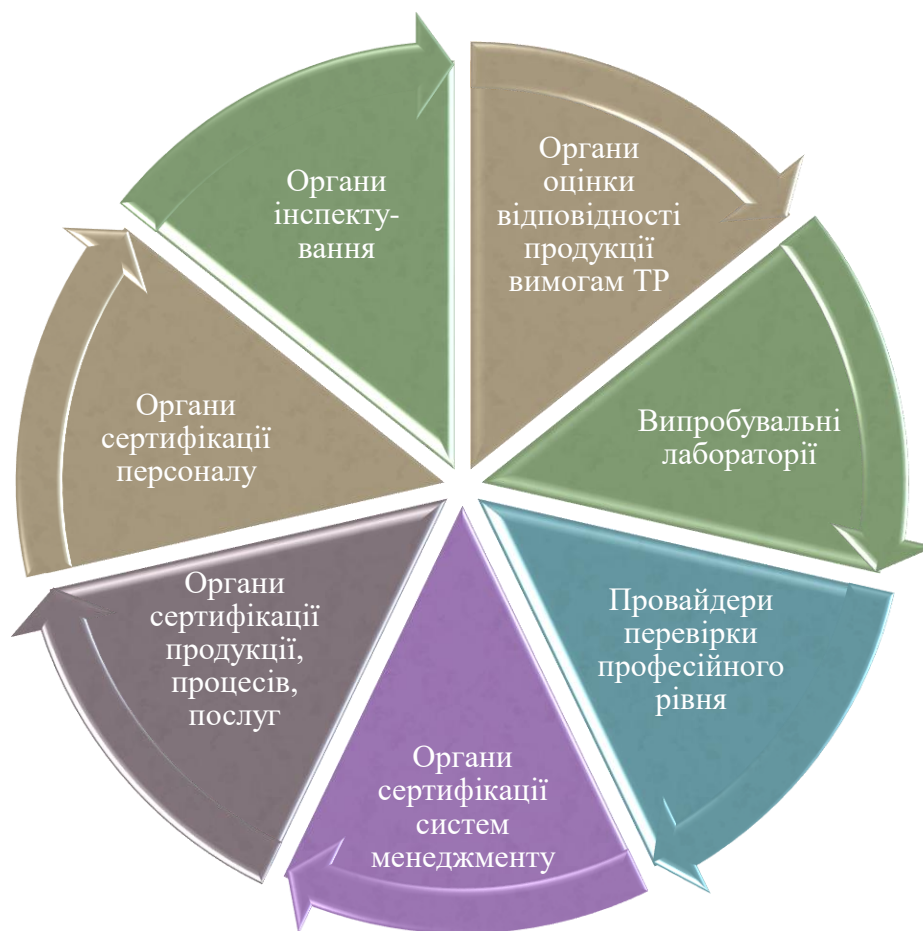 Органи
оцінки
відповідності
продукції
вимогам ТР
Випробувальні
лабораторії
Провайдери
перевірки
професійного
рівня
Органи
сертифікації
систем
менеджменту
Органи
сертифікації
продукції,
процесів,
послуг
Органи
сертифікації
персоналу
Органи
інспекту-
вання